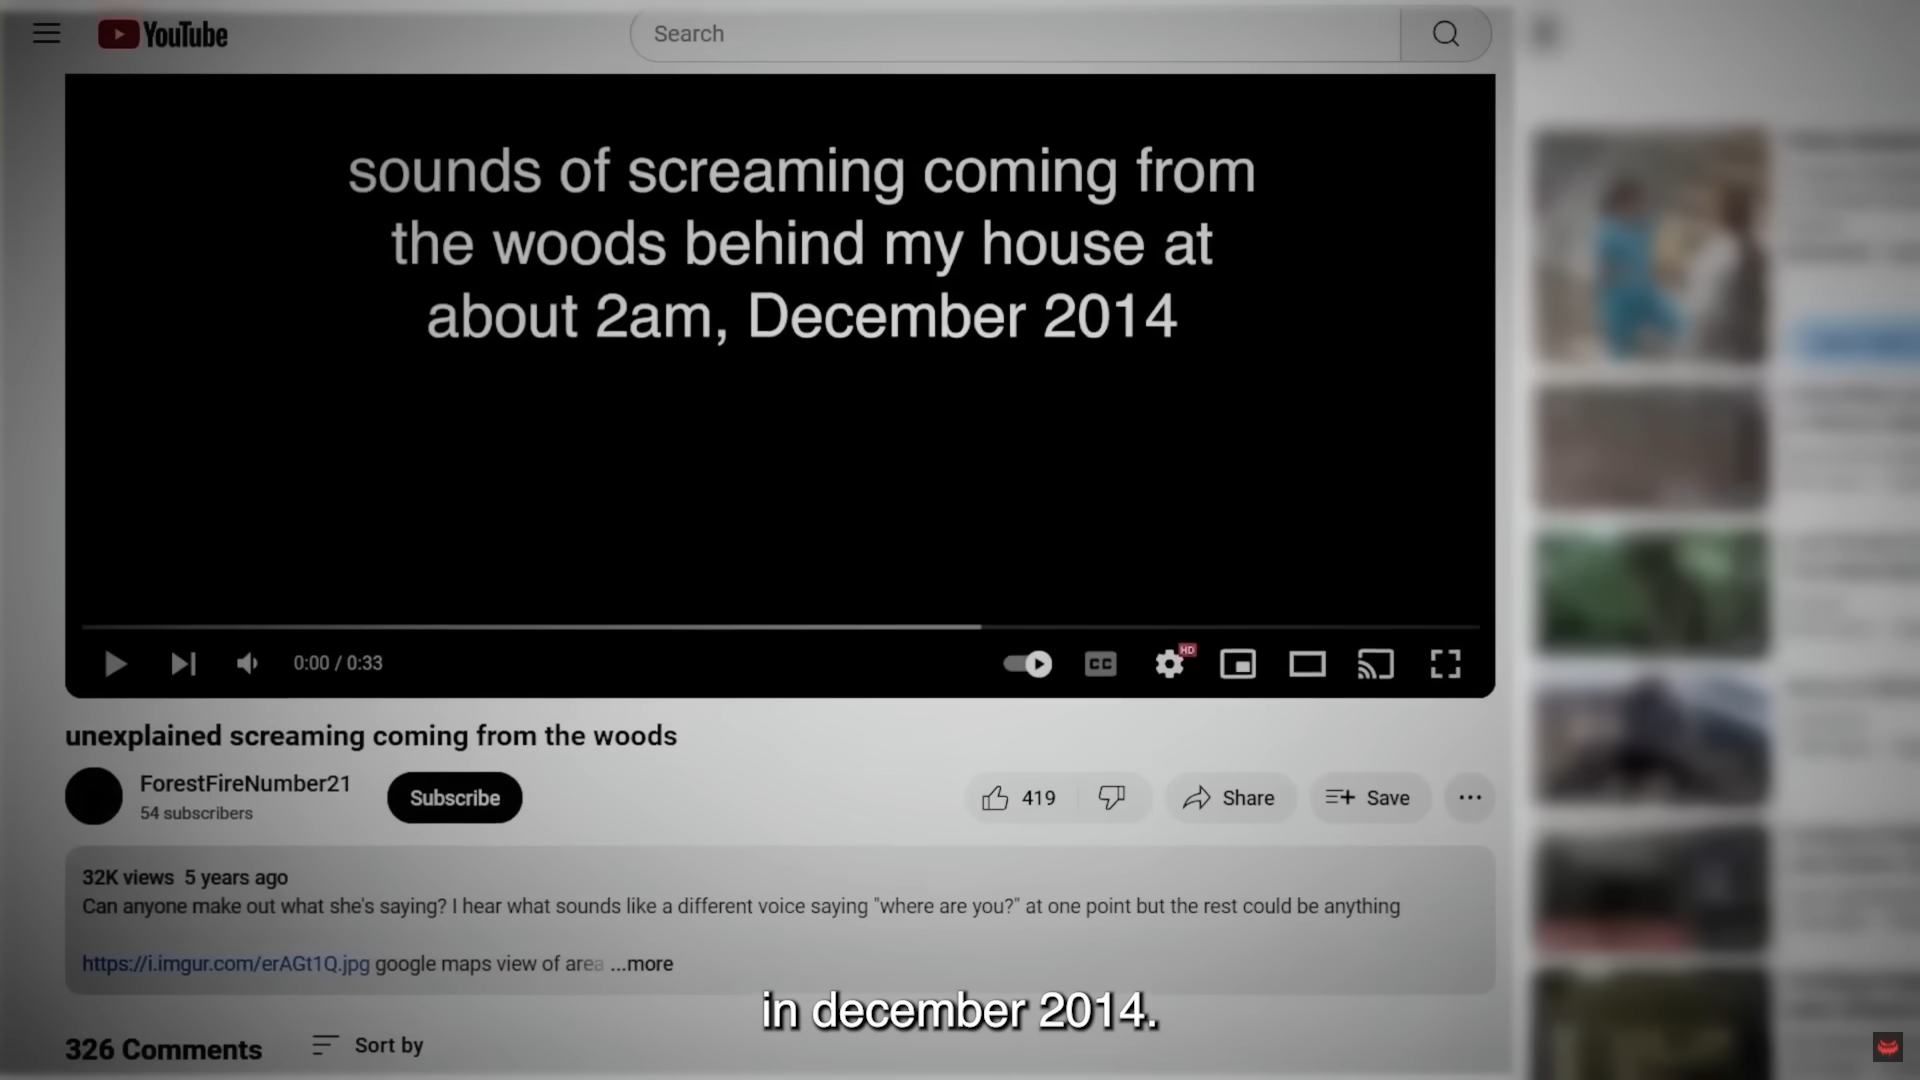 YouTube
Search
sounds of screaming coming from
the woods behind my house at
about 2am, December 2014
0:00 / 0:33
CC
HD
unexplained screaming coming from the woods
ForestFireNumber21
54 subscribers
Subscribe
419
Share
Save
32K views 5 years ago
Can anyone make out what she's saying? I hear what sounds like a different voice saying "where are you?" at one point but the rest could be anything
https://i.imgur.com/erAGt1Q.jpg google maps view of area ...more
in december 2014.
326 Comments
Sort by